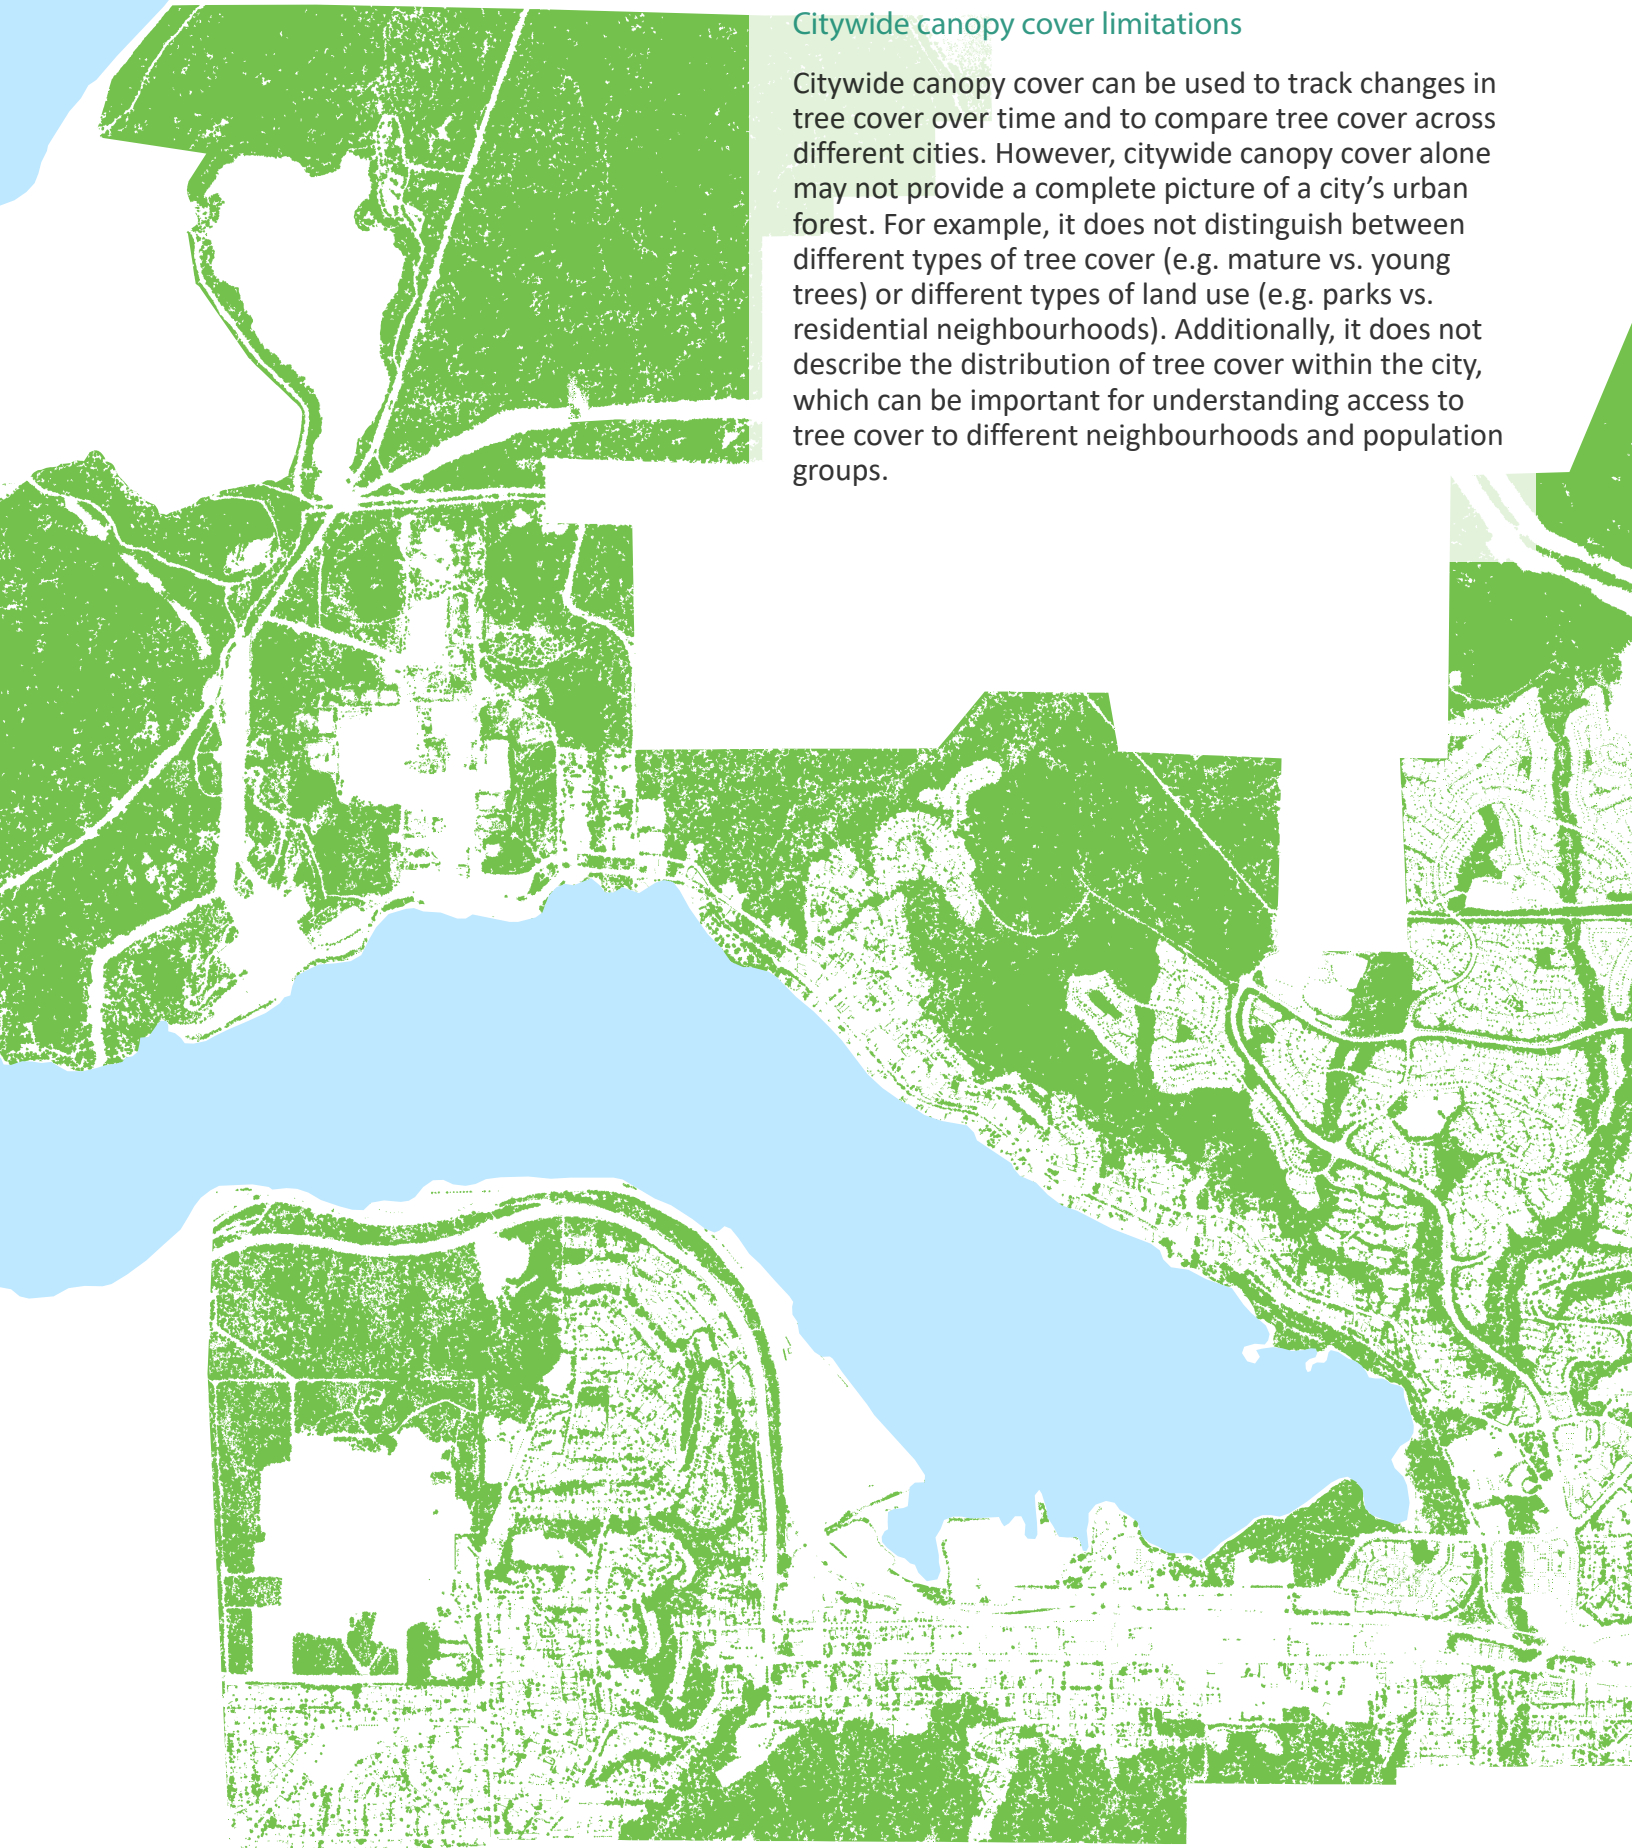 Citywide canopy cover limitations
Citywide canopy cover can be used to track changes in
tree cover over time and to compare tree cover across
different cities. However, citywide canopy cover alone
may not provide a complete picture of a city’s urban
forest. For example, it does not distinguish between
different types of tree cover (e.g. mature vs. young
trees) or different types of land use (e.g. parks vs.
residential neighbourhoods). Additionally, it does not
describe the distribution of tree cover within the city,
which can be important for understanding access to
tree cover to different neighbourhoods and population
groups.